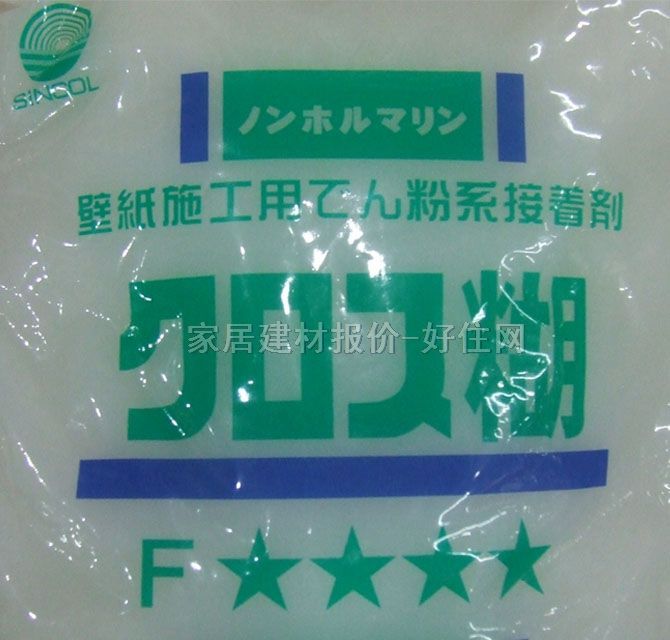 SINCOL
ノンホルマリン
壁紙施工用でん粉系接着剤
クロス糊
家居建材报价-好住网
F★★★★